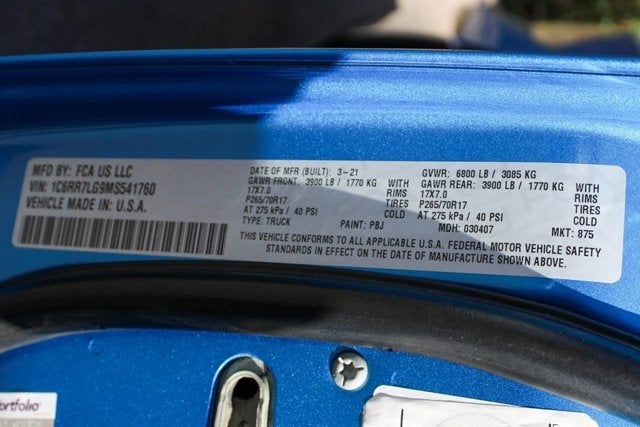 MFD BY: FCA US LLC
DATE OF MFR (BUILT): 3-21
GVWR: 6800 LB / 3085 KG
VIN: 1C6RR7LG9MS541760
GAWR FRONT: 3900 LB / 1770 KG WITH
GAWR REAR: 3900 LB / 1770 KG WITH
17X7.0 RIMS
17X7.0 RIMS
VEHICLE MADE IN: U.S.A.
P265/70R17 TIRES
P265/70R17 TIRES
AT 275 kPa / 40 PSI COLD
AT 275 kPa / 40 PSI COLD
TYPE: TRUCK PAINT: PBJ MDH: 030407 MKT: 875
THIS VEHICLE CONFORMS TO ALL APPLICABLE U.S.A. FEDERAL MOTOR VEHICLE SAFETY
STANDARDS IN EFFECT ON THE DATE OF MANUFACTURE SHOWN ABOVE.
ortfolio